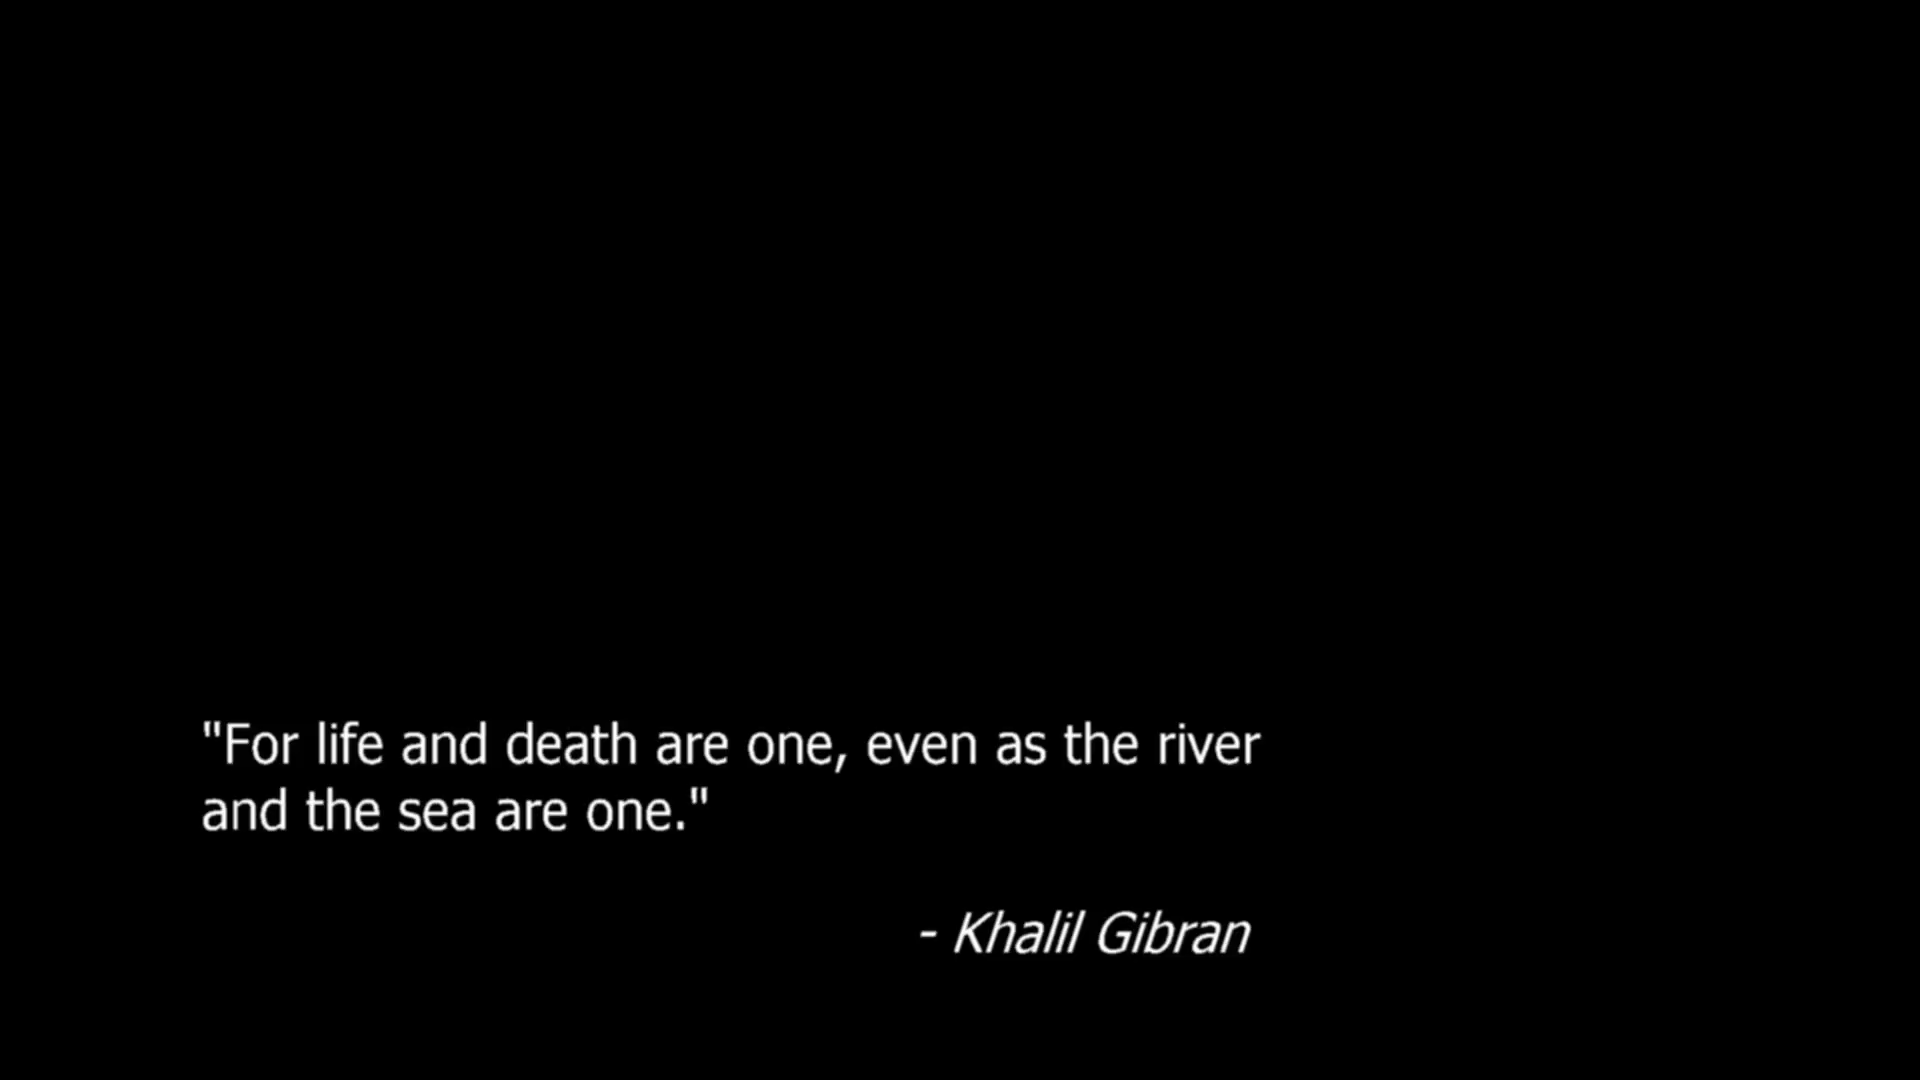 "For life and death are one, even as the river
and the sea are one."
- Khalil Gibran